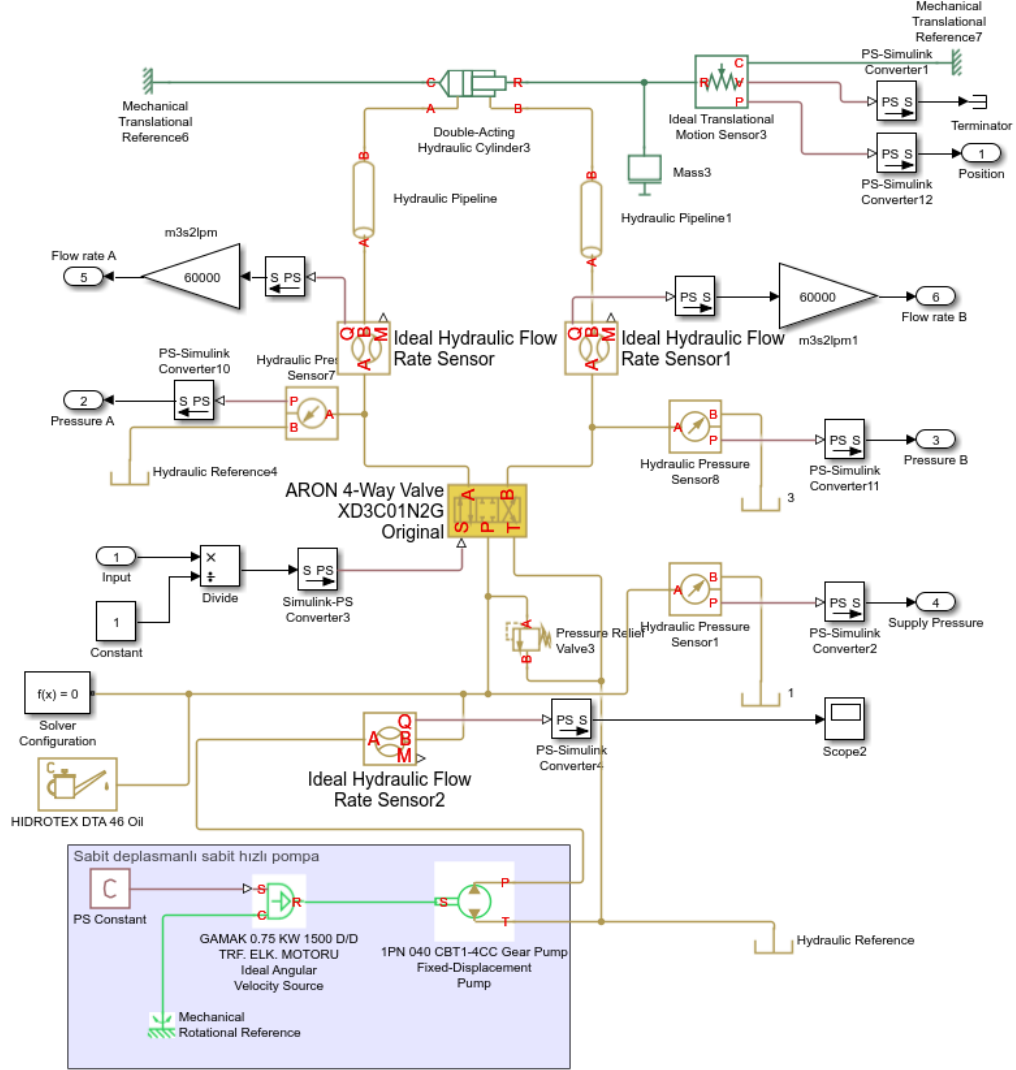 Mechanical
Translational
Reference7
PS-Simulink
Converter1
C
R
C
R
V
P
PS S
Mechanical
Translational
Reference6
A
B
Double-Acting
Hydraulic Cylinder3
Ideal Translational
Motion Sensor3
Terminator
B
Hydraulic Pipeline
A
B
Hydraulic Pipeline1
A
Mass3
PS S
1
Position
PS-Simulink
Converter12
m3s2lpm
Flow rate A
5
60000
S PS
PS S
60000
6
Flow rate B
m3s2lpm1
Q
B
M
A
Ideal Hydraulic Flow
Rate Sensor
Q
B
M
A
Ideal Hydraulic Flow
Rate Sensor1
PS-Simulink
Converter10
Hydraulic Pres
Sensor7
2
Pressure A
S PS
P
A
B
Hydraulic Reference4
A
B
P
Hydraulic Pressure
Sensor8
PS S
PS-Simulink
Converter11
3
Pressure B
3
ARON 4-Way Valve
XD3C01N2G
Original
A
B
S
P
T
1
Input
×
÷
Divide
S PS
Simulink-PS
Converter3
1
Constant
A
B
P
Hydraulic Pressure
Sensor1
PS S
PS-Simulink
Converter2
4
Supply Pressure
1
A
B
Pressure Relief
Valve3
f(x) = 0
Solver
Configuration
C
HIDROTEX DTA 46 Oil
A
Q
B
M
Ideal Hydraulic Flow
Rate Sensor2
PS S
PS-Simulink
Converter4
Scope2
Sabit deplasmanlı sabit hızlı pompa
C
PS Constant
S
C
R
GAMAK 0.75 KW 1500 D/D
TRF. ELK. MOTORU
Ideal Angular
Velocity Source
S
P
T
1PN 040 CBT1-4CC Gear Pump
Fixed-Displacement
Pump
Hydraulic Reference
Mechanical
Rotational Reference